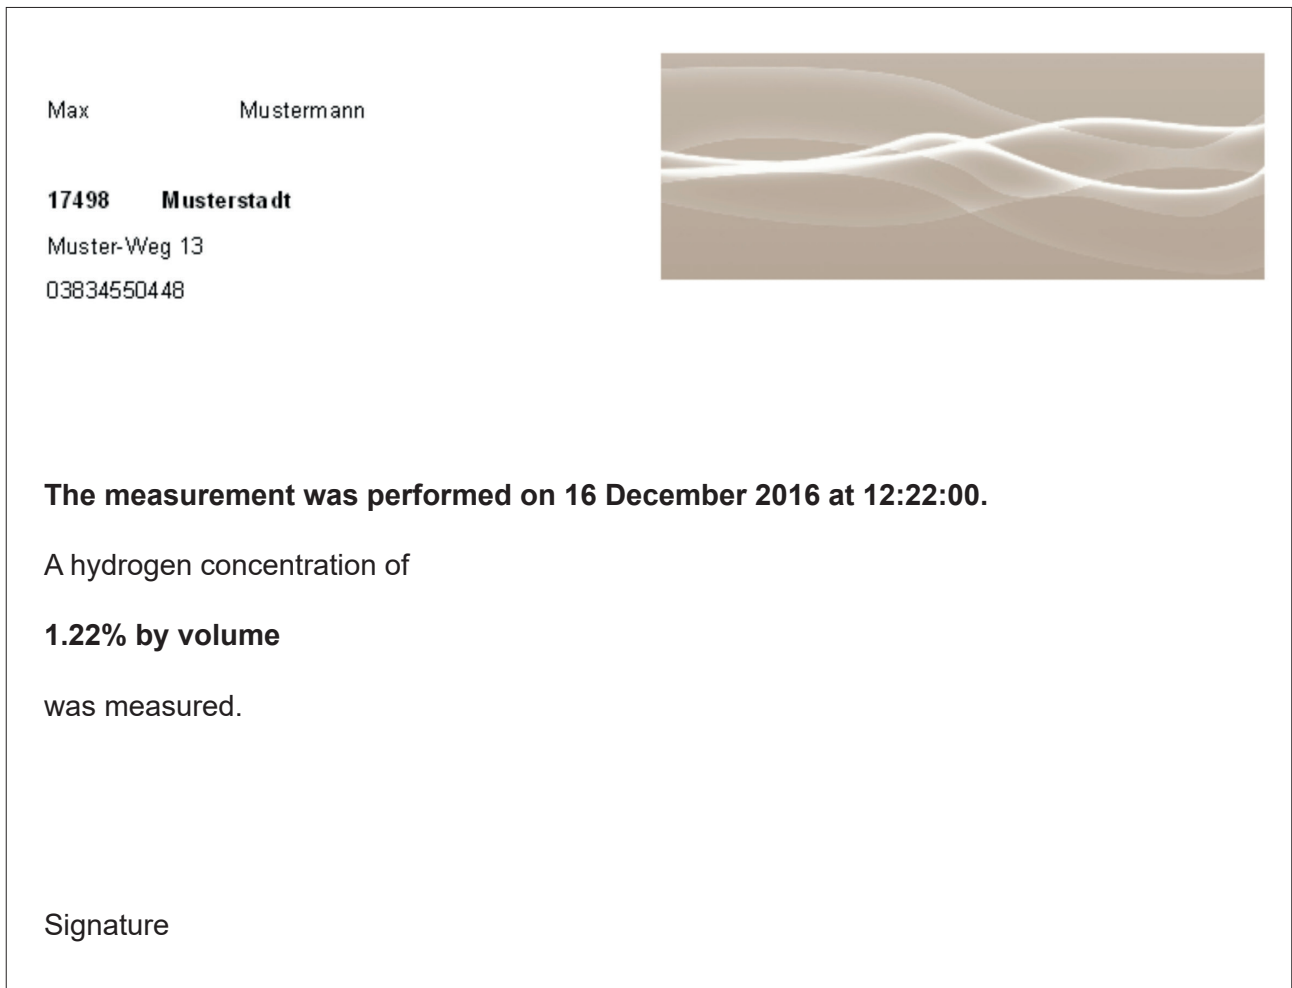 Max Mustermann
17498 Musterstadt
Muster-Weg 13
03834550448
The measurement was performed on 16 December 2016 at 12:22:00.
A hydrogen concentration of
1.22% by volume
was measured.
Signature